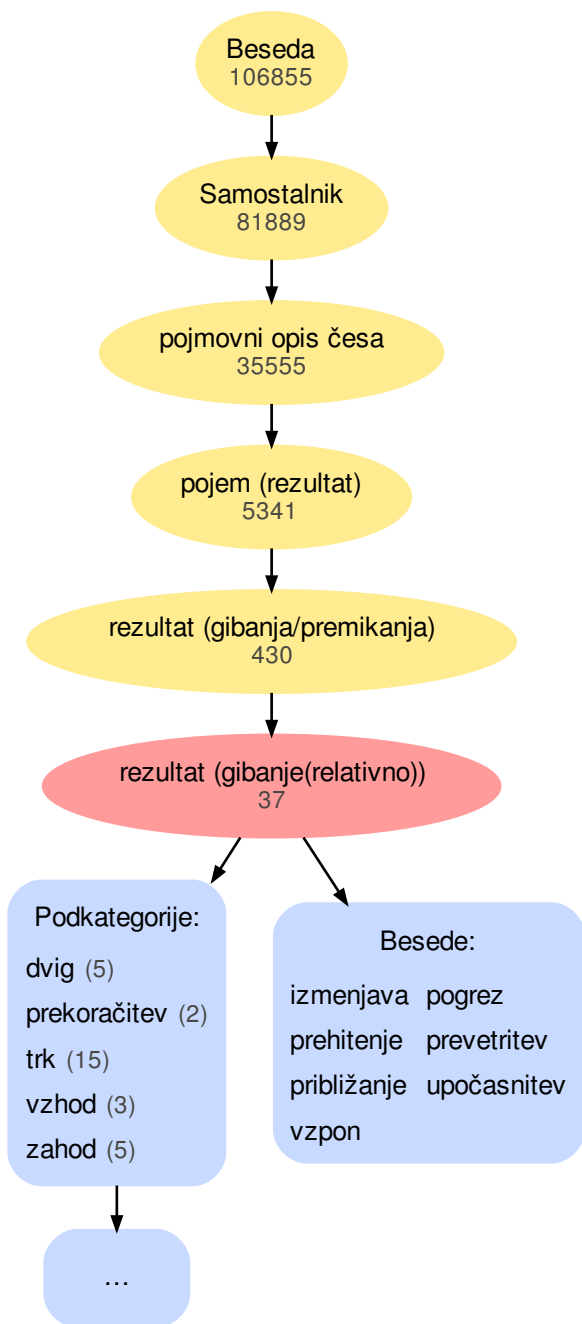 Beseda
106855
Samostalnik
81889
pojmovni opis česa
35555
pojem (rezultat)
5341
rezultat (gibanja/premikanja)
430
rezultat (gibanje(relativno))
37
Podkategorije:
dvig (5)
prekoračitev (2)
trk (15)
vzhod (3)
zahod (5)
...
Besede:
izmenjava pogrez
prehitenje prevetritev
približanje upočasnitev
vzpon